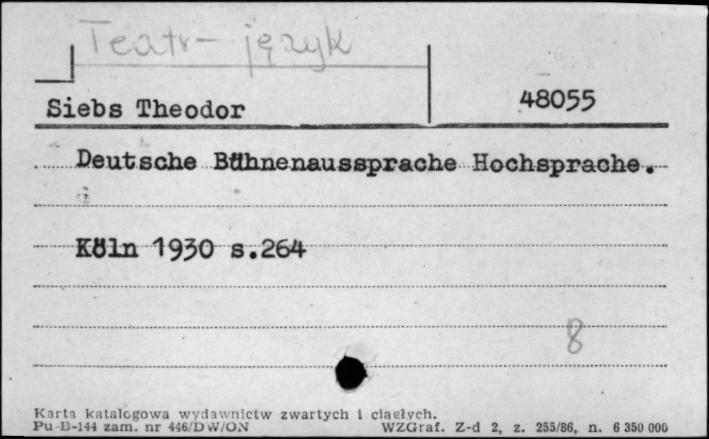 Teatr - język
Siebs Theodor 48055
Deutsche Bühnenaussprache Hochsprache.
Köln 1930 s.264
8
Karta katalogowa wydawnictw zwartych i ciągłych.
Pu-B-144 zam. nr 446/DW/ON WZGraf. Z-d 2, z. 255/86, n. 6 350 000